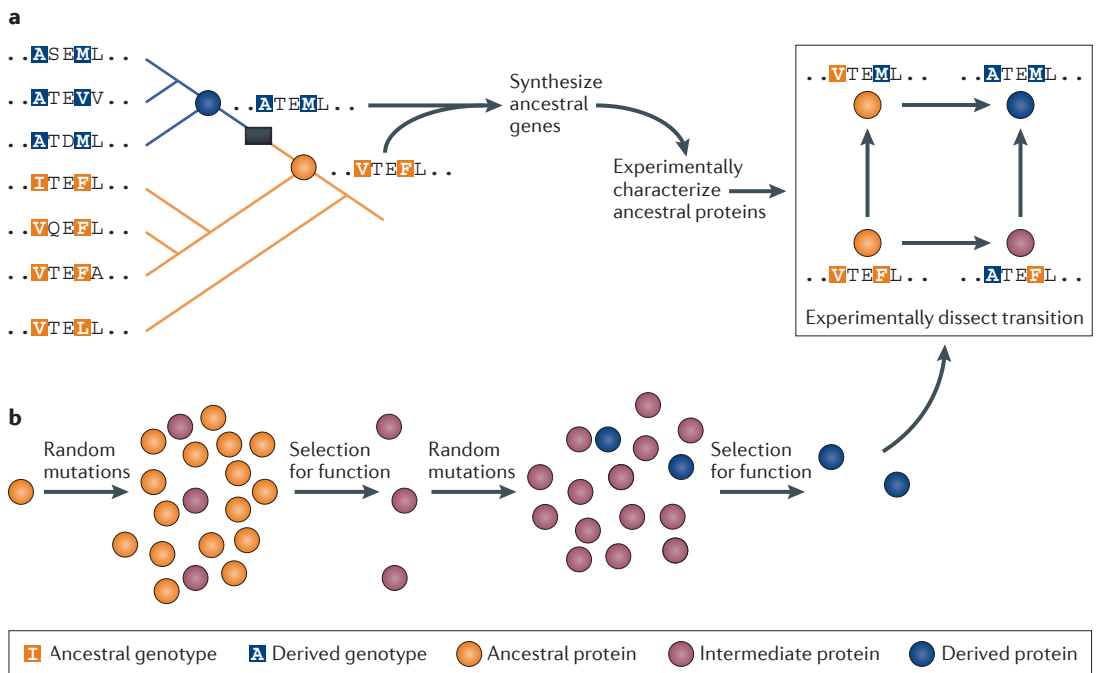 a
..ASEML..
..ATEVV..
..ATDML..
..ITEFL..
..VQEFL..
..VTEFA..
..VTELL..
..ATEML..
..VTEFL..
Synthesize
ancestral
genes
Experimentally
characterize
ancestral proteins
..VTEML.. ..ATEML..
..VTEFL.. ..ATEFL..
Experimentally dissect transition
b
Random
mutations
Selection
for function
Random
mutations
Selection
for function
I Ancestral genotype A Derived genotype Ancestral protein Intermediate protein Derived protein